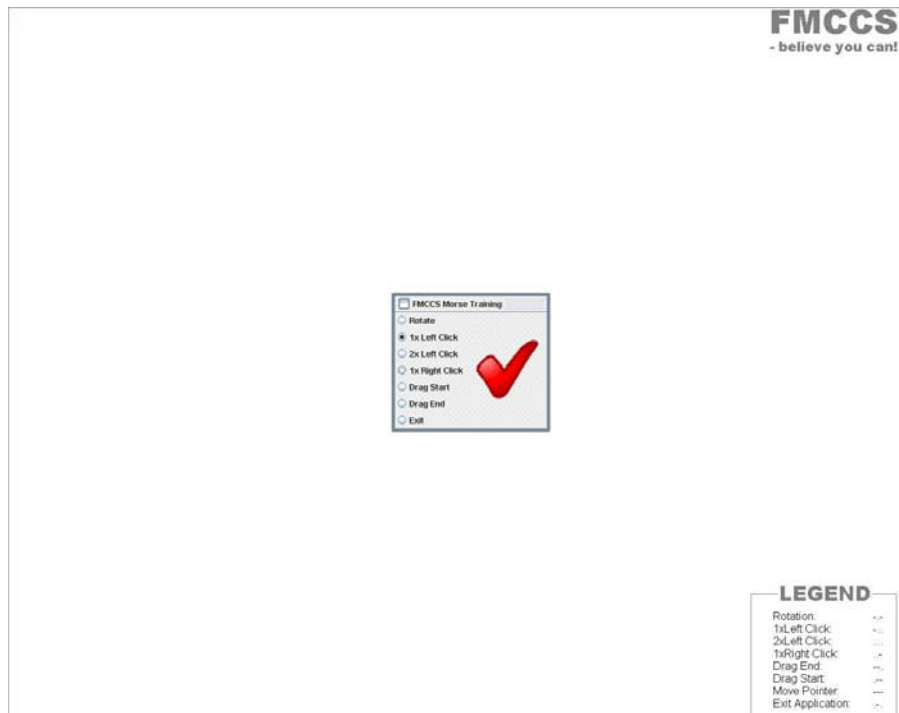 FMCCS
- believe you can!
FMCCS Morse Training
Rotate
1x Left Click
2x Left Click
1x Right Click
Drag Start
Drag End
Exit
LEGEND
Rotation: -.-
1xLeft Click: -..
2xLeft Click: ...
1xRight Click: ..-
Drag End: --.
Drag Start: .--
Move Pointer: ---
Exit Application: .-.